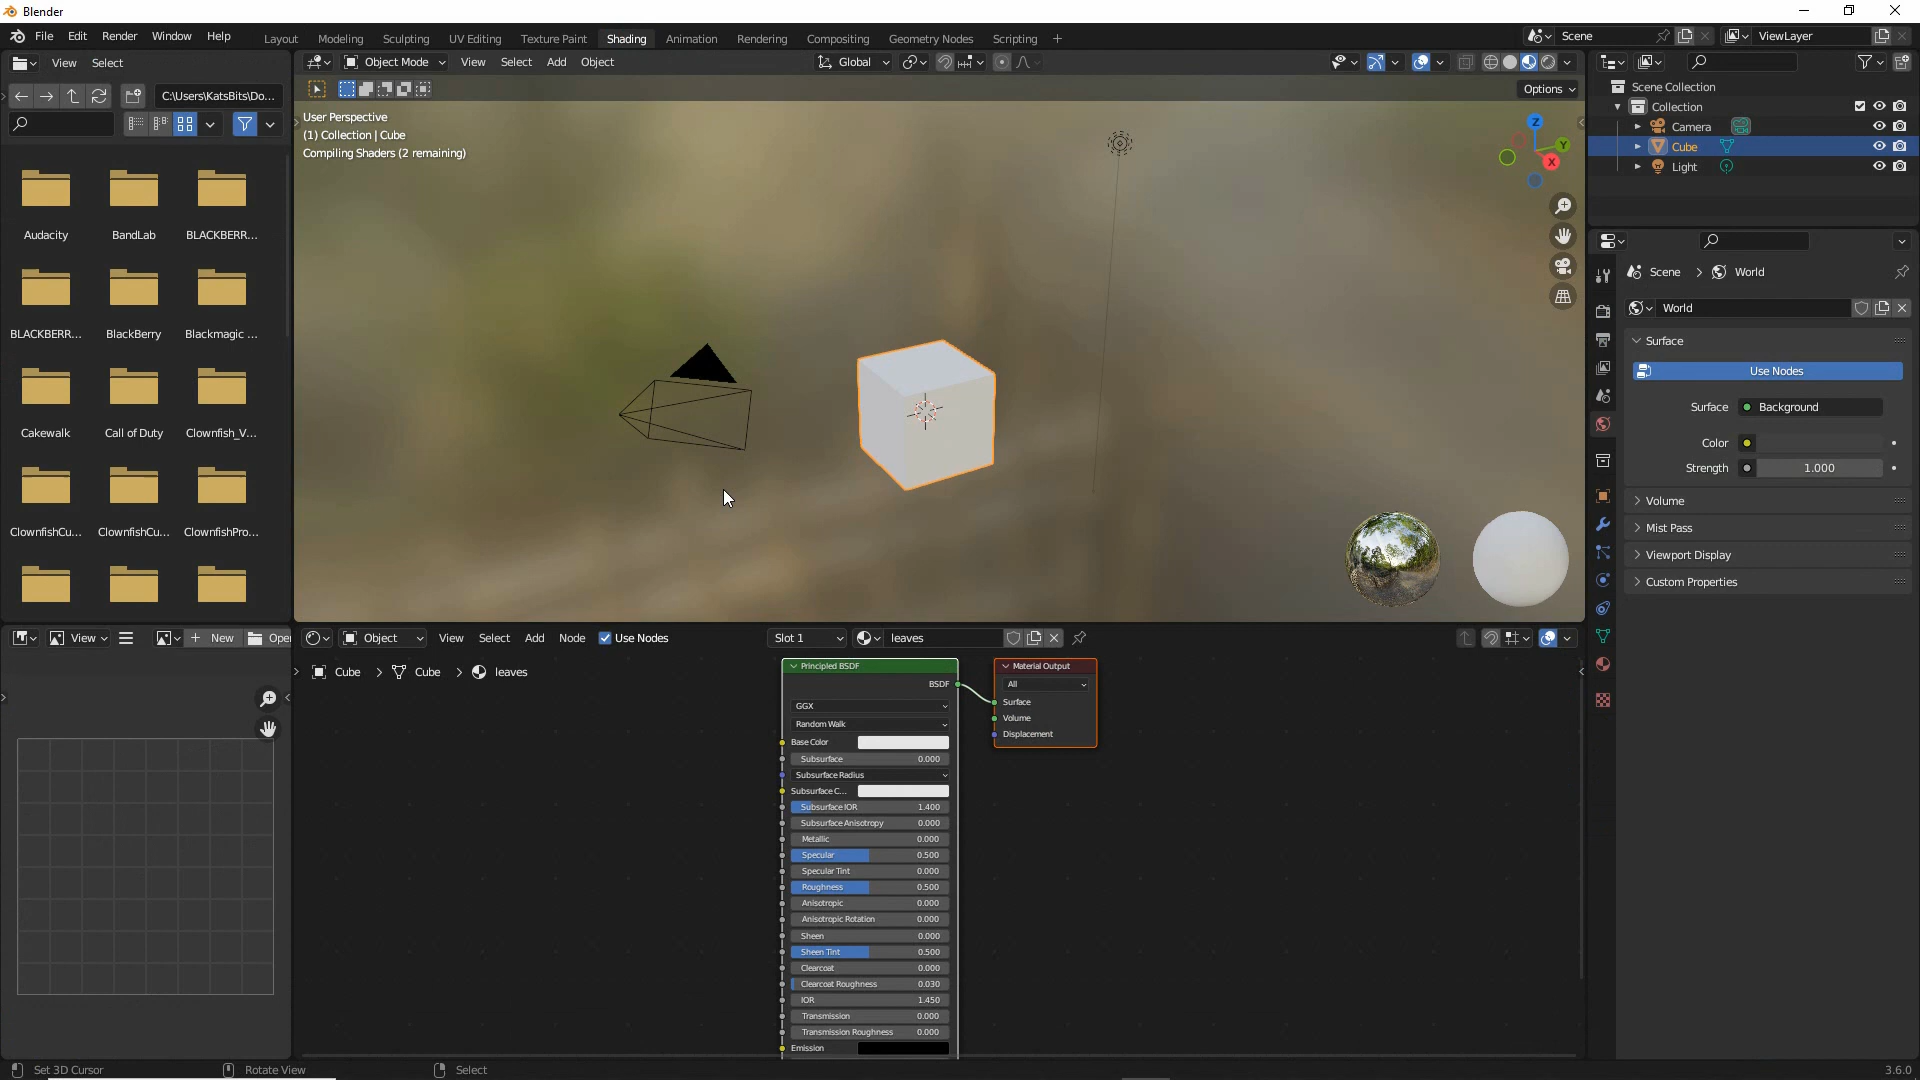 Blender
File Edit Render Window Help
Layout Modeling Sculpting UV Editing Texture Paint Shading Animation Rendering Compositing Geometry Nodes Scripting +
Scene
ViewLayer
View Select
Object Mode View Select Add Object
Global
C:\Users\KatsBits\Do...
Options
User Perspective
(1) Collection | Cube
Compiling Shaders (2 remaining)
Z
Y
X
Audacity
BandLab
BLACKBERR...
BLACKBERR...
BlackBerry
Blackmagic ...
Cakewalk
Call of Duty
Clownfish_V...
ClownfishCu...
ClownfishCu...
ClownfishPro...
Scene Collection
Collection
Camera
Cube
Light
Scene > World
World
Surface
Use Nodes
Surface Background
Color
Strength 1.000
Volume
Mist Pass
Viewport Display
Custom Properties
View
+ New
Open
Object View Select Add Node Use Nodes
Slot 1
leaves
Cube > Cube > leaves
Principled BSDF
BSDF
GGX
Random Walk
Base Color
Subsurface 0.000
Subsurface Radius
Subsurface C...
Subsurface IOR 1.400
Subsurface Anisotropy 0.000
Metallic 0.000
Specular 0.500
Specular Tint 0.000
Roughness 0.500
Anisotropic 0.000
Anisotropic Rotation 0.000
Sheen 0.000
Sheen Tint 0.500
Clearcoat 0.000
Clearcoat Roughness 0.030
IOR 1.450
Transmission 0.000
Transmission Roughness 0.000
Emission
Material Output
All
Surface
Volume
Displacement
Set 3D Cursor
Rotate View
Select
3.6.0